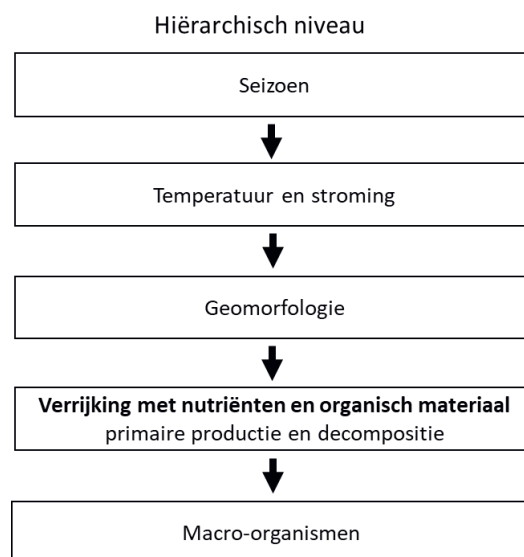 Hiërarchisch niveau
Seizoen
Temperatuur en stroming
Geomorfologie
Verrijking met nutriënten en organisch materiaal
primaire productie en decompositie
Macro-organismen